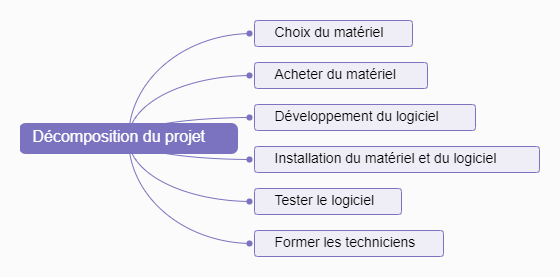 Décomposition du projet
Choix du matériel
Acheter du matériel
Développement du logiciel
Installation du matériel et du logiciel
Tester le logiciel
Former les techniciens